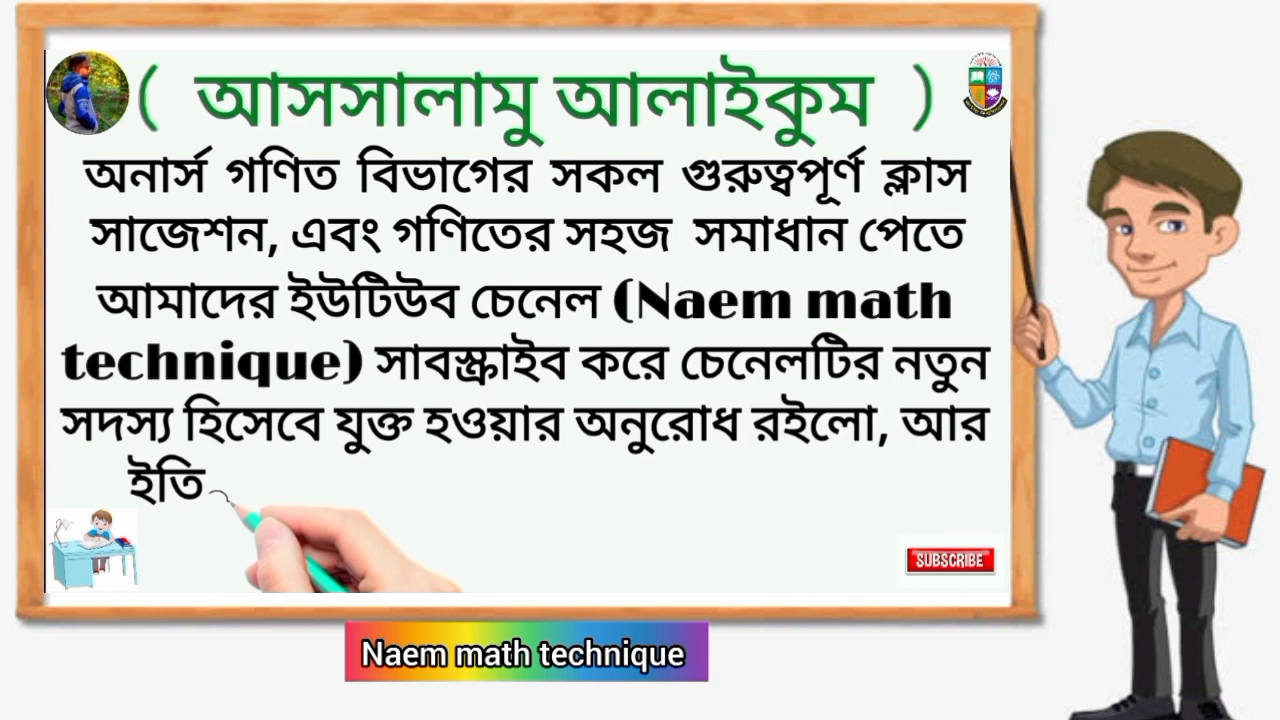 ( আসসালামু আলাইকুম )
অনার্স গণিত বিভাগের সকল গুরুত্বপূর্ণ ক্লাস
সাজেশন, এবং গণিতের সহজ সমাধান পেতে
আমাদের ইউটিউব চেনেল (Naem math
technique) সাবস্ক্রাইব করে চেনেলটির নতুন
সদস্য হিসেবে যুক্ত হওয়ার অনুরোধ রইলো, আর
ইতি
SUBSCRIBE
Naem math technique